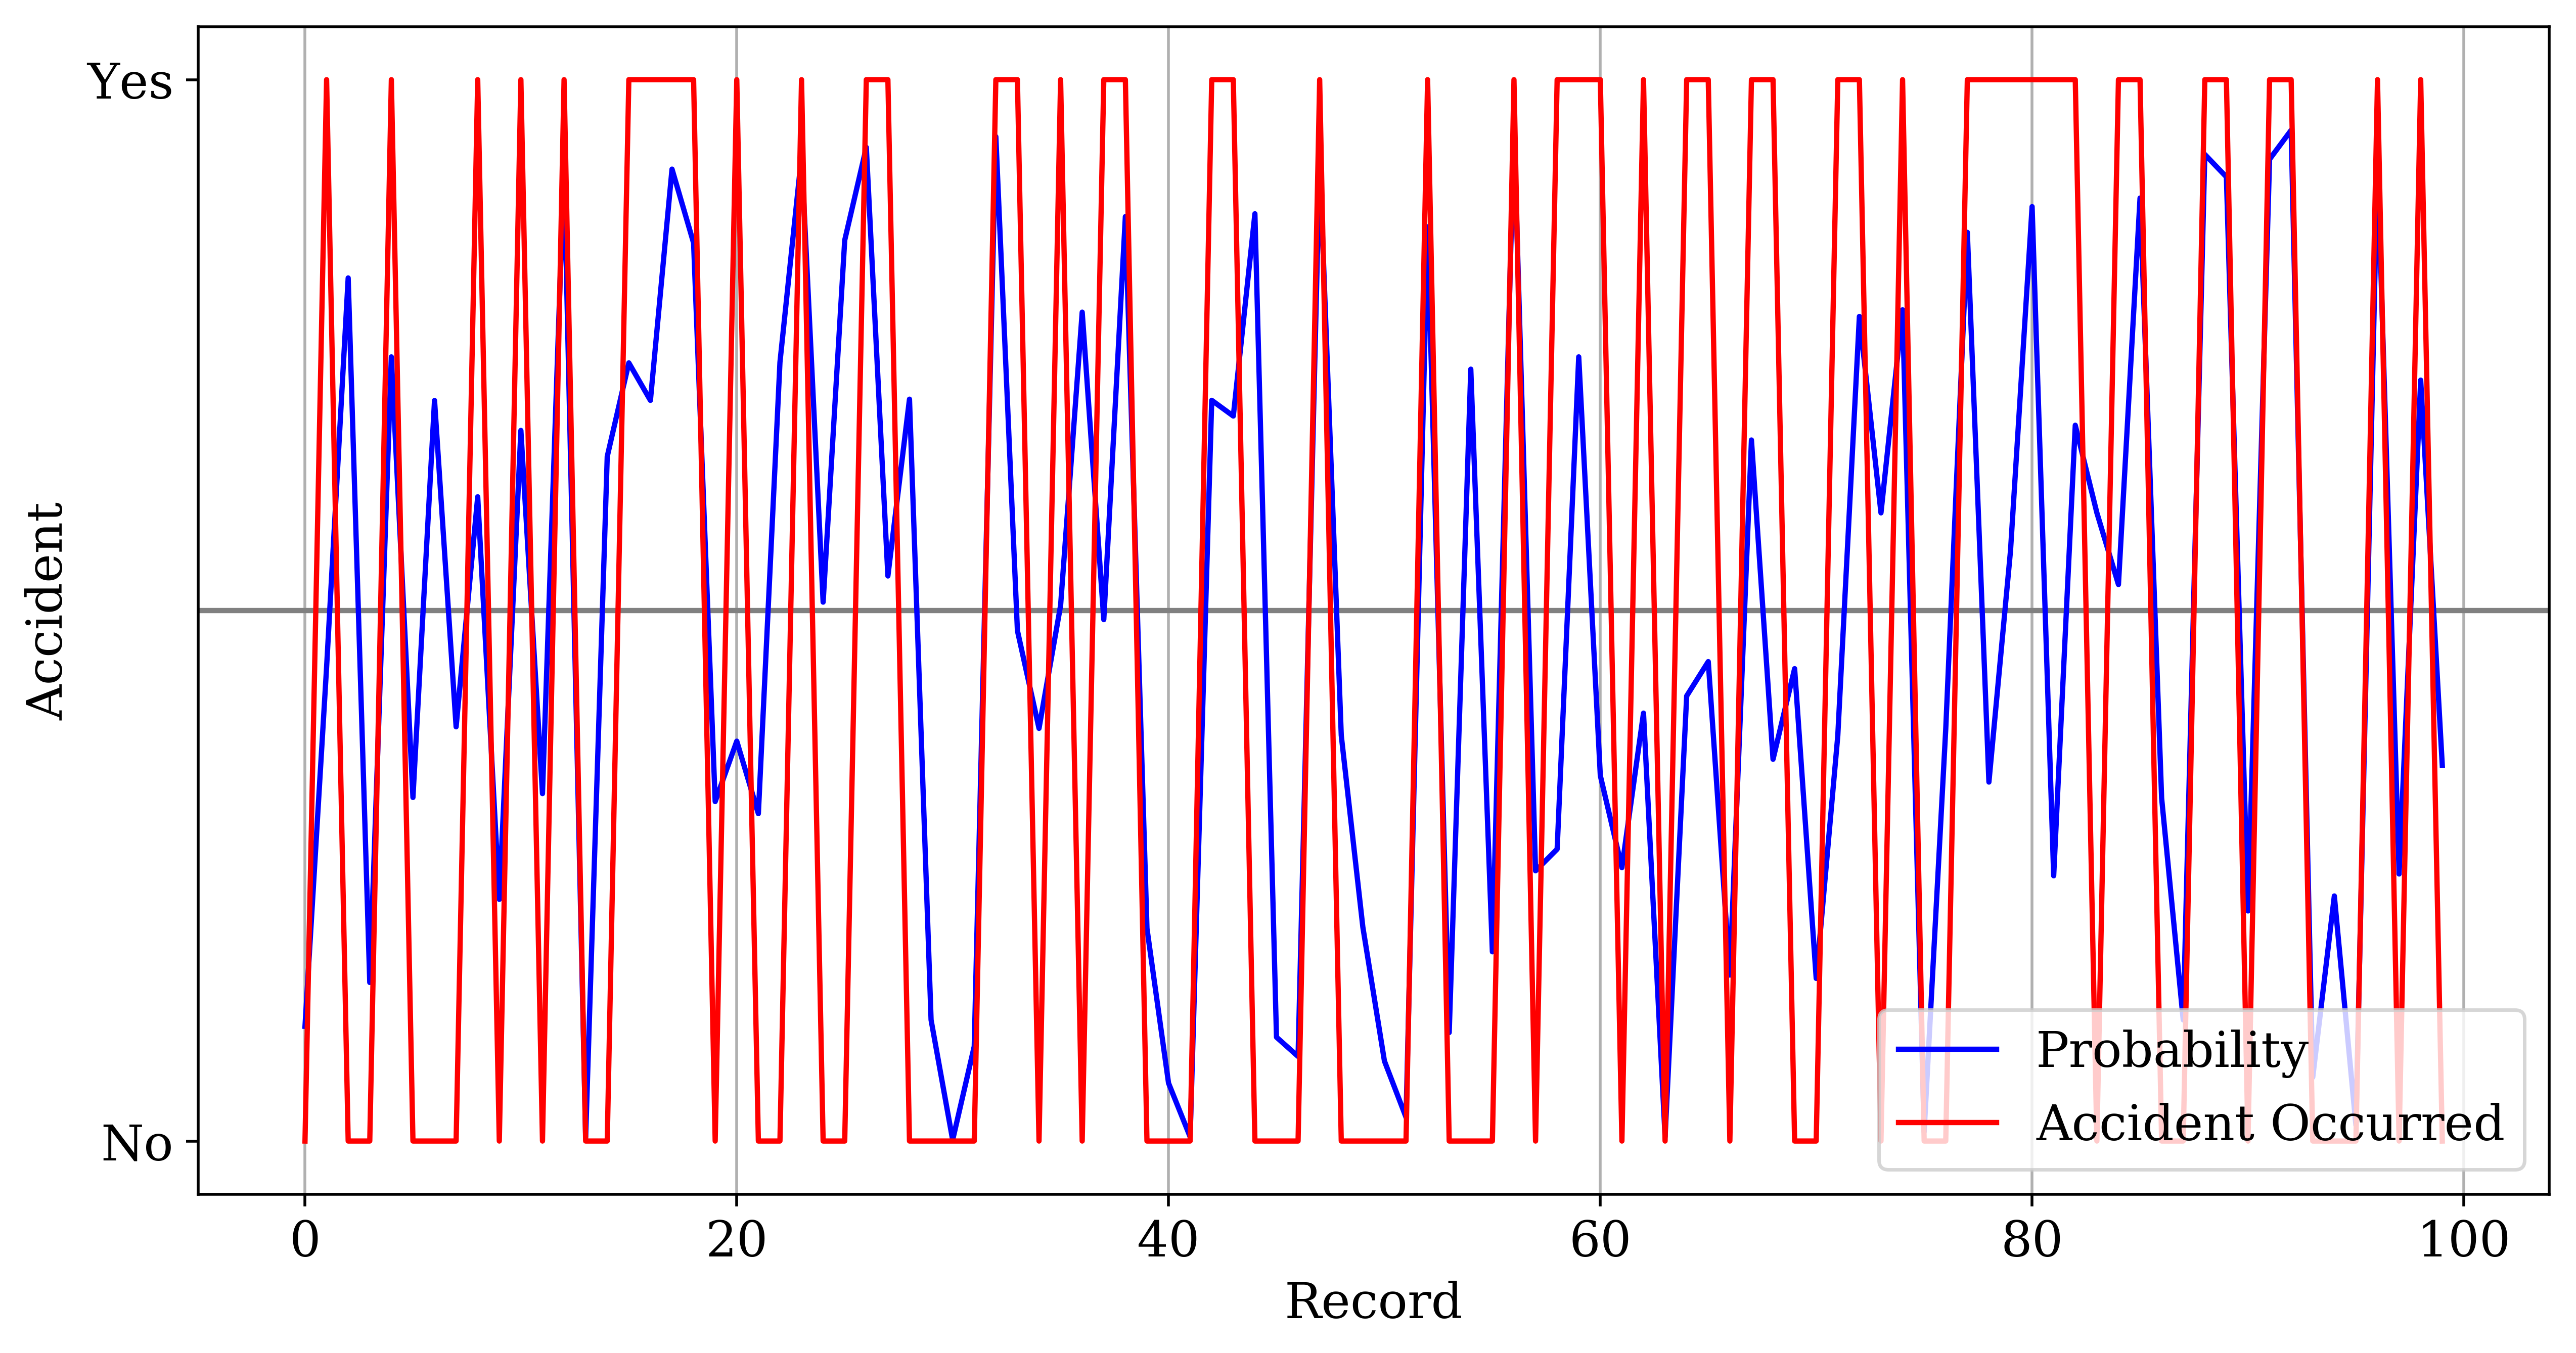 Yes
No
Accident
0 20 40 60 80 100
Record
Probability
Accident Occurred